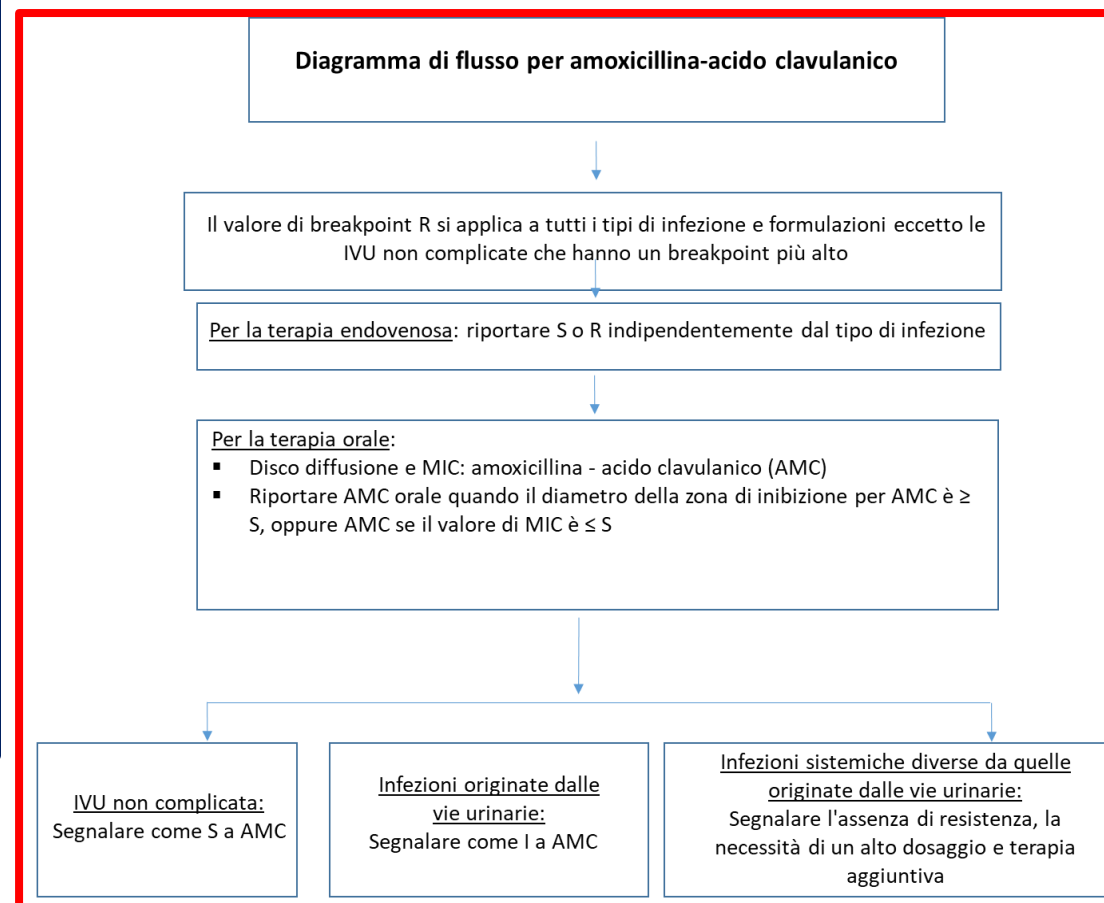 Diagramma di flusso per amoxicillina-acido clavulanico
Il valore di breakpoint R si applica a tutti i tipi di infezione e formulazioni eccetto le
IVU non complicate che hanno un breakpoint più alto
Per la terapia endovenosa: riportare S o R indipendentemente dal tipo di infezione
Per la terapia orale:
▪ Disco diffusione e MIC: amoxicillina - acido clavulanico (AMC)
▪ Riportare AMC orale quando il diametro della zona di inibizione per AMC è ≥
S, oppure AMC se il valore di MIC è ≤ S
IVU non complicata:
Segnalare come S a AMC
Infezioni originate dalle
vie urinarie:
Segnalare come I a AMC
Infezioni sistemiche diverse da quelle
originate dalle vie urinarie:
Segnalare l'assenza di resistenza, la
necessità di un alto dosaggio e terapia
aggiuntiva